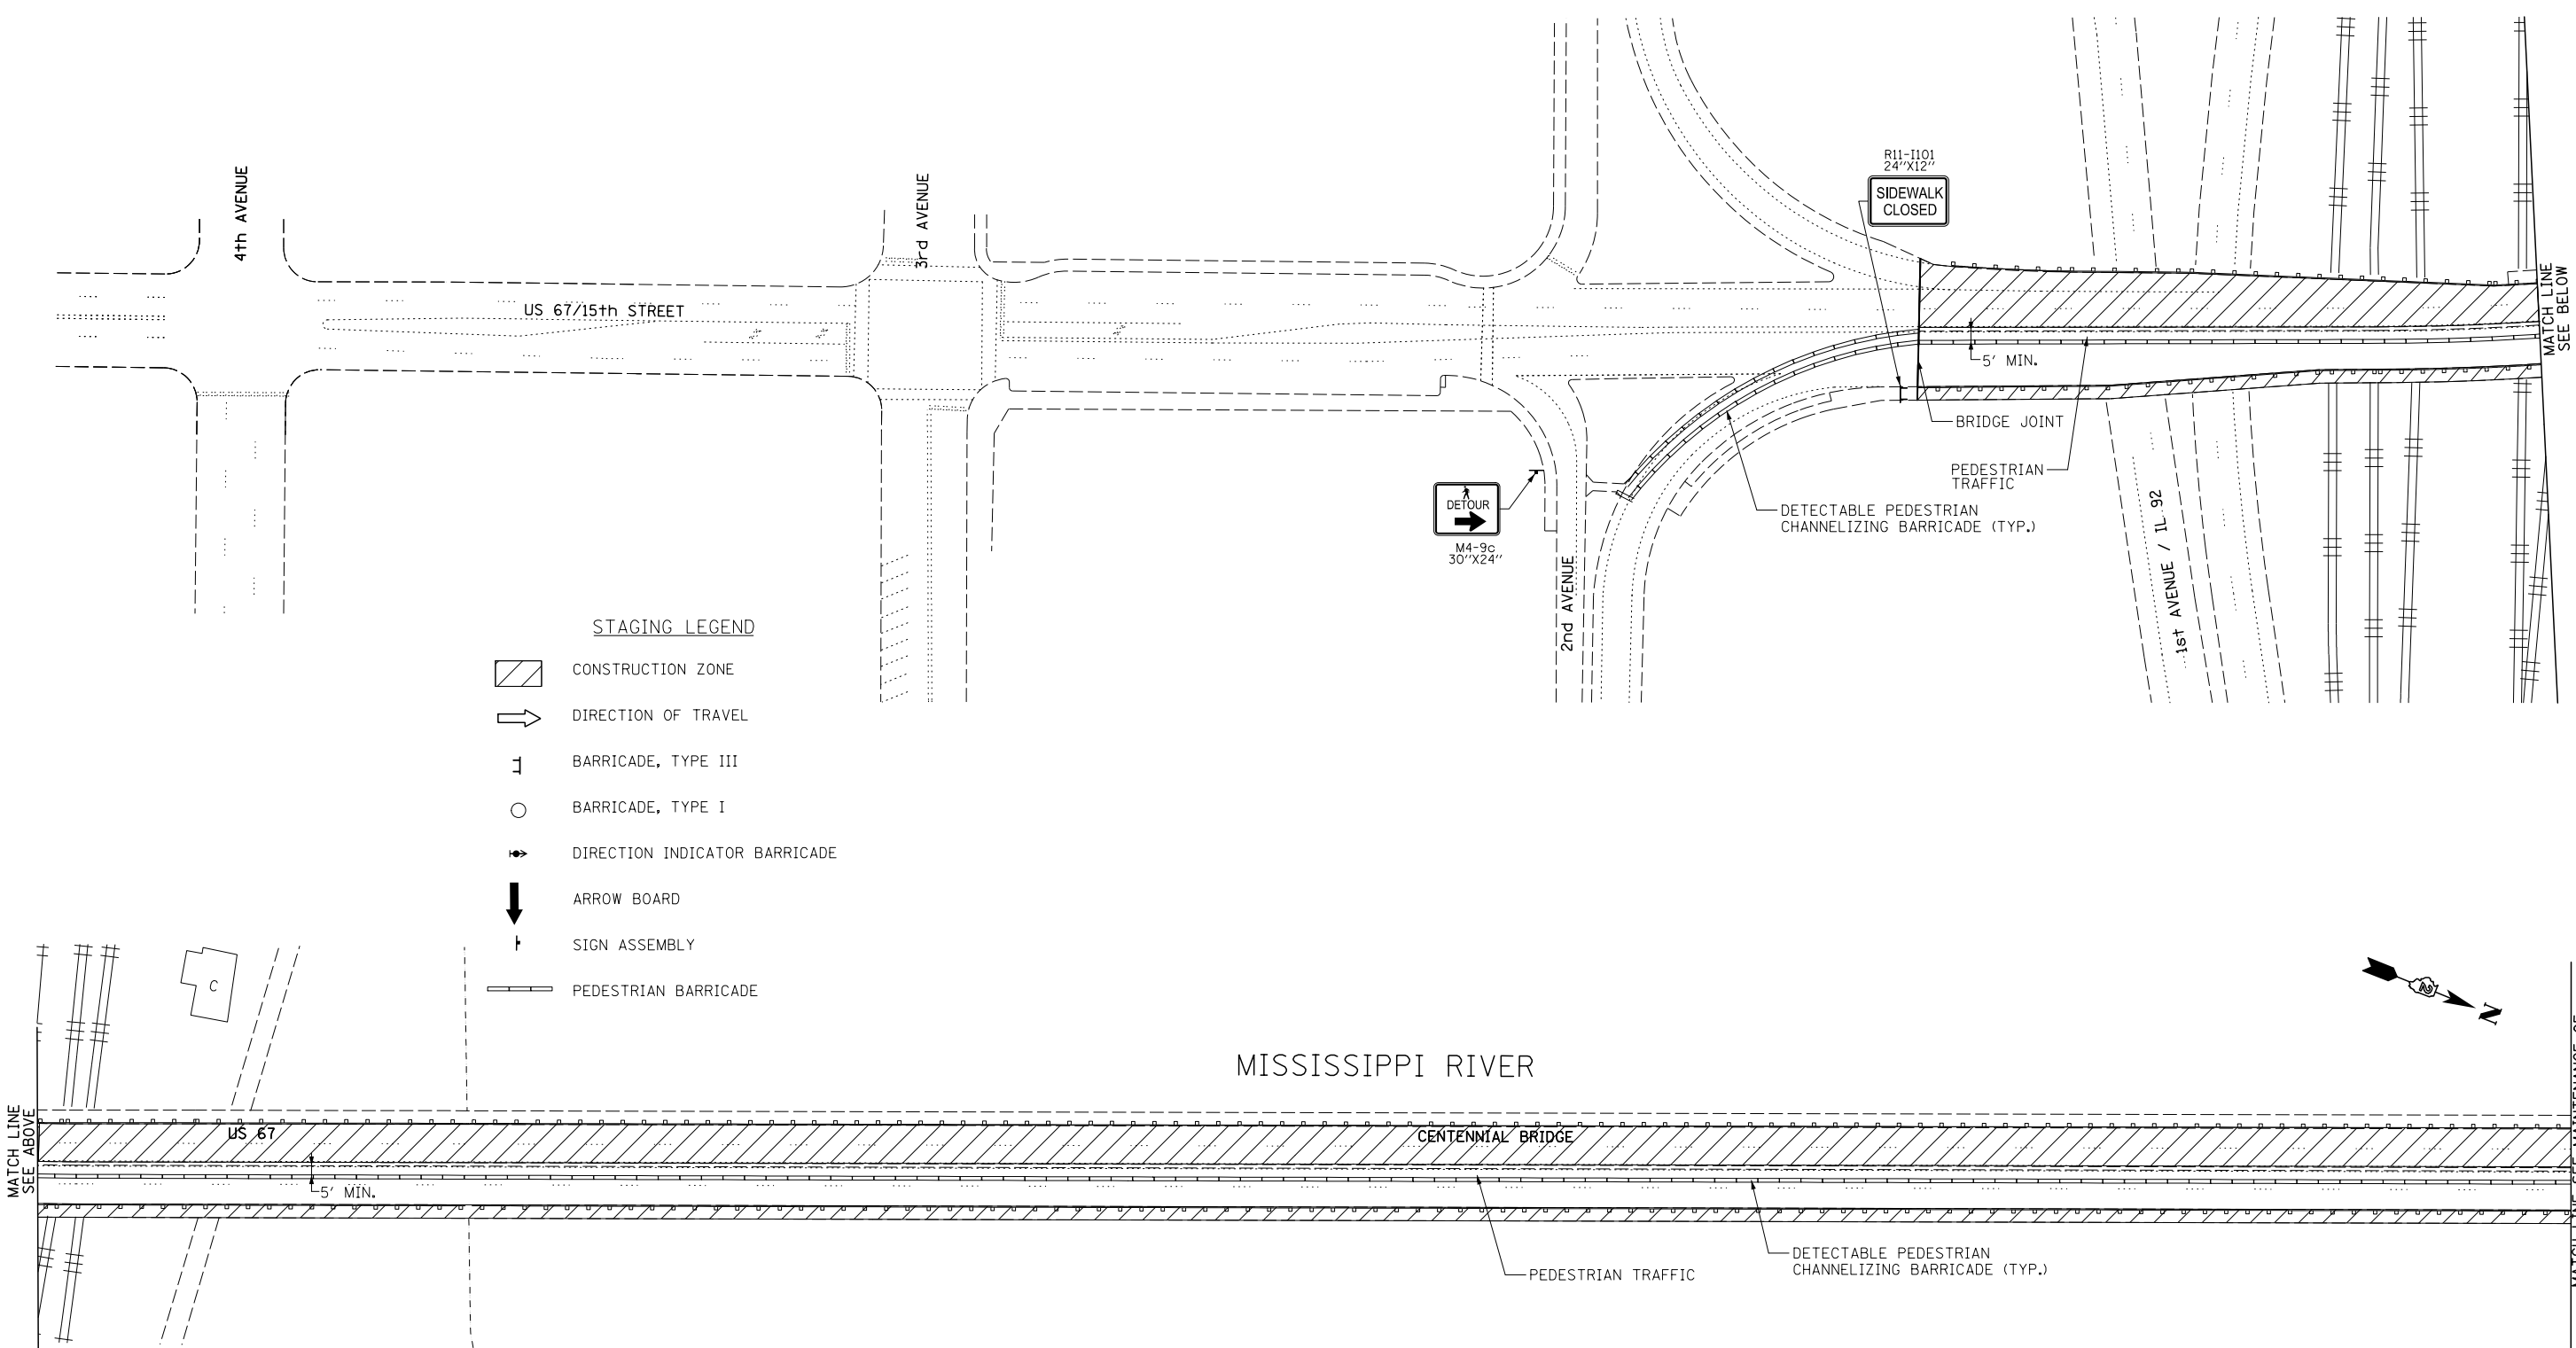 4th AVENUE
3rd AVENUE
US 67/15th STREET
R11-I101
24"X12"
SIDEWALK
CLOSED
MATCH LINE
SEE BELOW
5' MIN.
BRIDGE JOINT
PEDESTRIAN
TRAFFIC
DETECTABLE PEDESTRIAN
CHANNELIZING BARRICADE (TYP.)
DETOUR
M4-9c
30"X24"
2nd AVENUE
1st AVENUE / IL 92
STAGING LEGEND
CONSTRUCTION ZONE
DIRECTION OF TRAVEL
BARRICADE, TYPE III
BARRICADE, TYPE I
DIRECTION INDICATOR BARRICADE
ARROW BOARD
SIGN ASSEMBLY
PEDESTRIAN BARRICADE
C
N
MISSISSIPPI RIVER
MATCH LINE
SEE ABOVE
US 67
CENTENNIAL BRIDGE
5' MIN.
PEDESTRIAN TRAFFIC
DETECTABLE PEDESTRIAN
CHANNELIZING BARRICADE (TYP.)